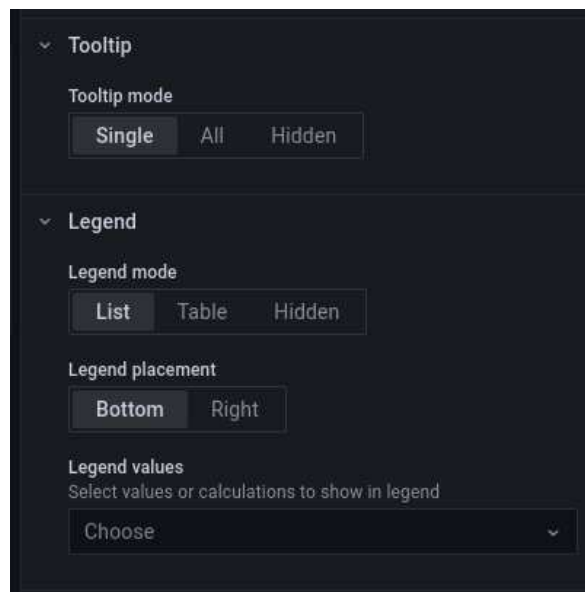 Tooltip
Tooltip mode
Single All Hidden
Legend
Legend mode
List Table Hidden
Legend placement
Bottom Right
Legend values
Select values or calculations to show in legend
Choose